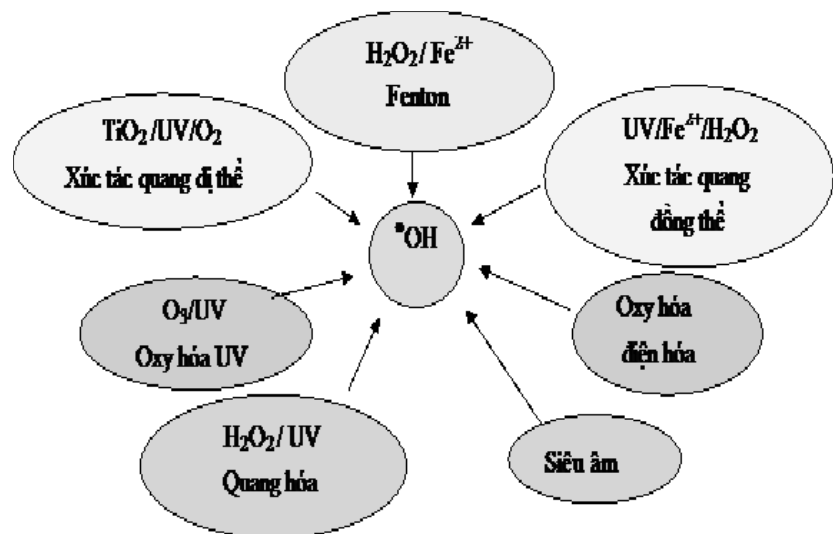 H₂O₂/ Fe²⁺
Fenton
TiO₂ /UV/O₂
Xúc tác quang dị thể
UV/Fe²⁺/H₂O₂
Xúc tác quang
đồng thể
•OH
O₃/UV
Oxy hóa UV
Oxy hóa
điện hóa
H₂O₂ / UV
Quang hóa
Siêu âm